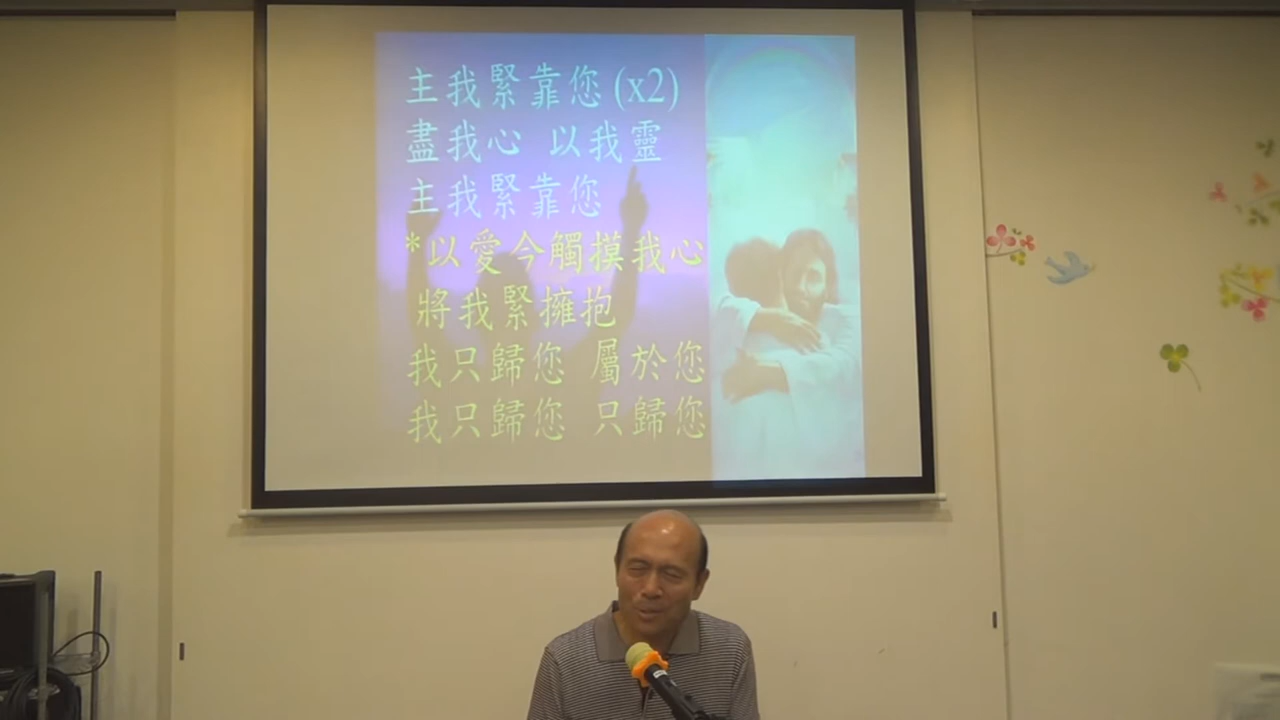 主我緊靠您(x2)
盡我心 以我靈
主我緊靠您
*以愛今觸摸我心
將我緊擁抱
我只歸您 屬於您
我只歸您 只歸您